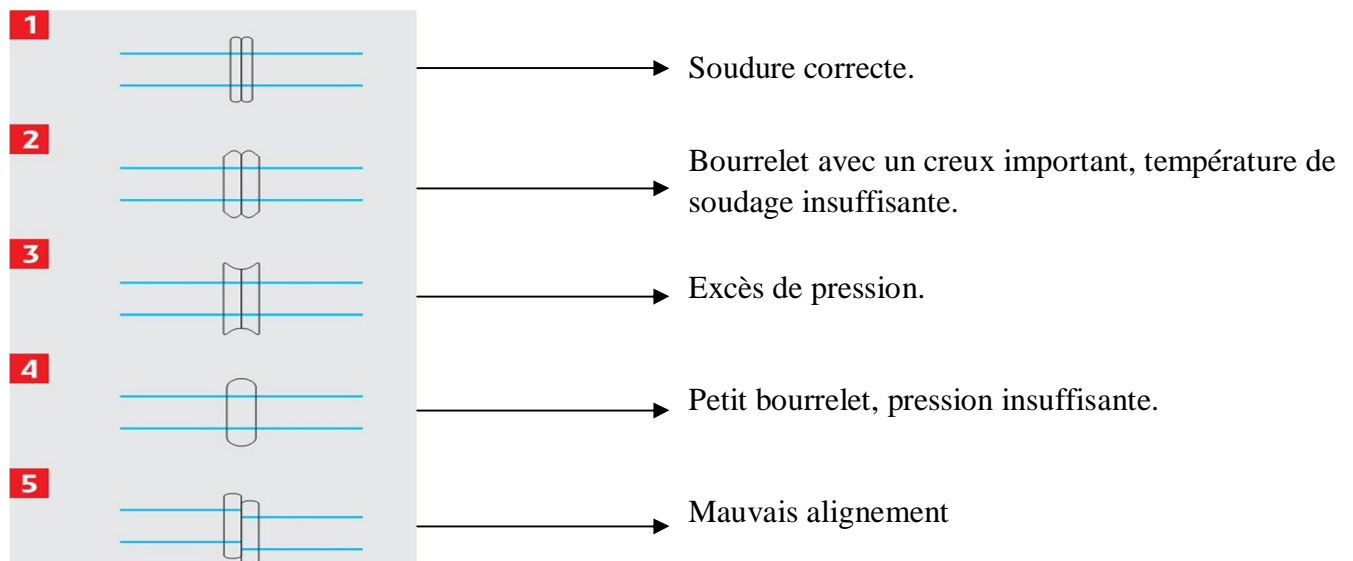 1
Soudure correcte.
2
Bourrelet avec un creux important, température de
soudage insuffisante.
3
Excès de pression.
4
Petit bourrelet, pression insuffisante.
5
Mauvais alignement